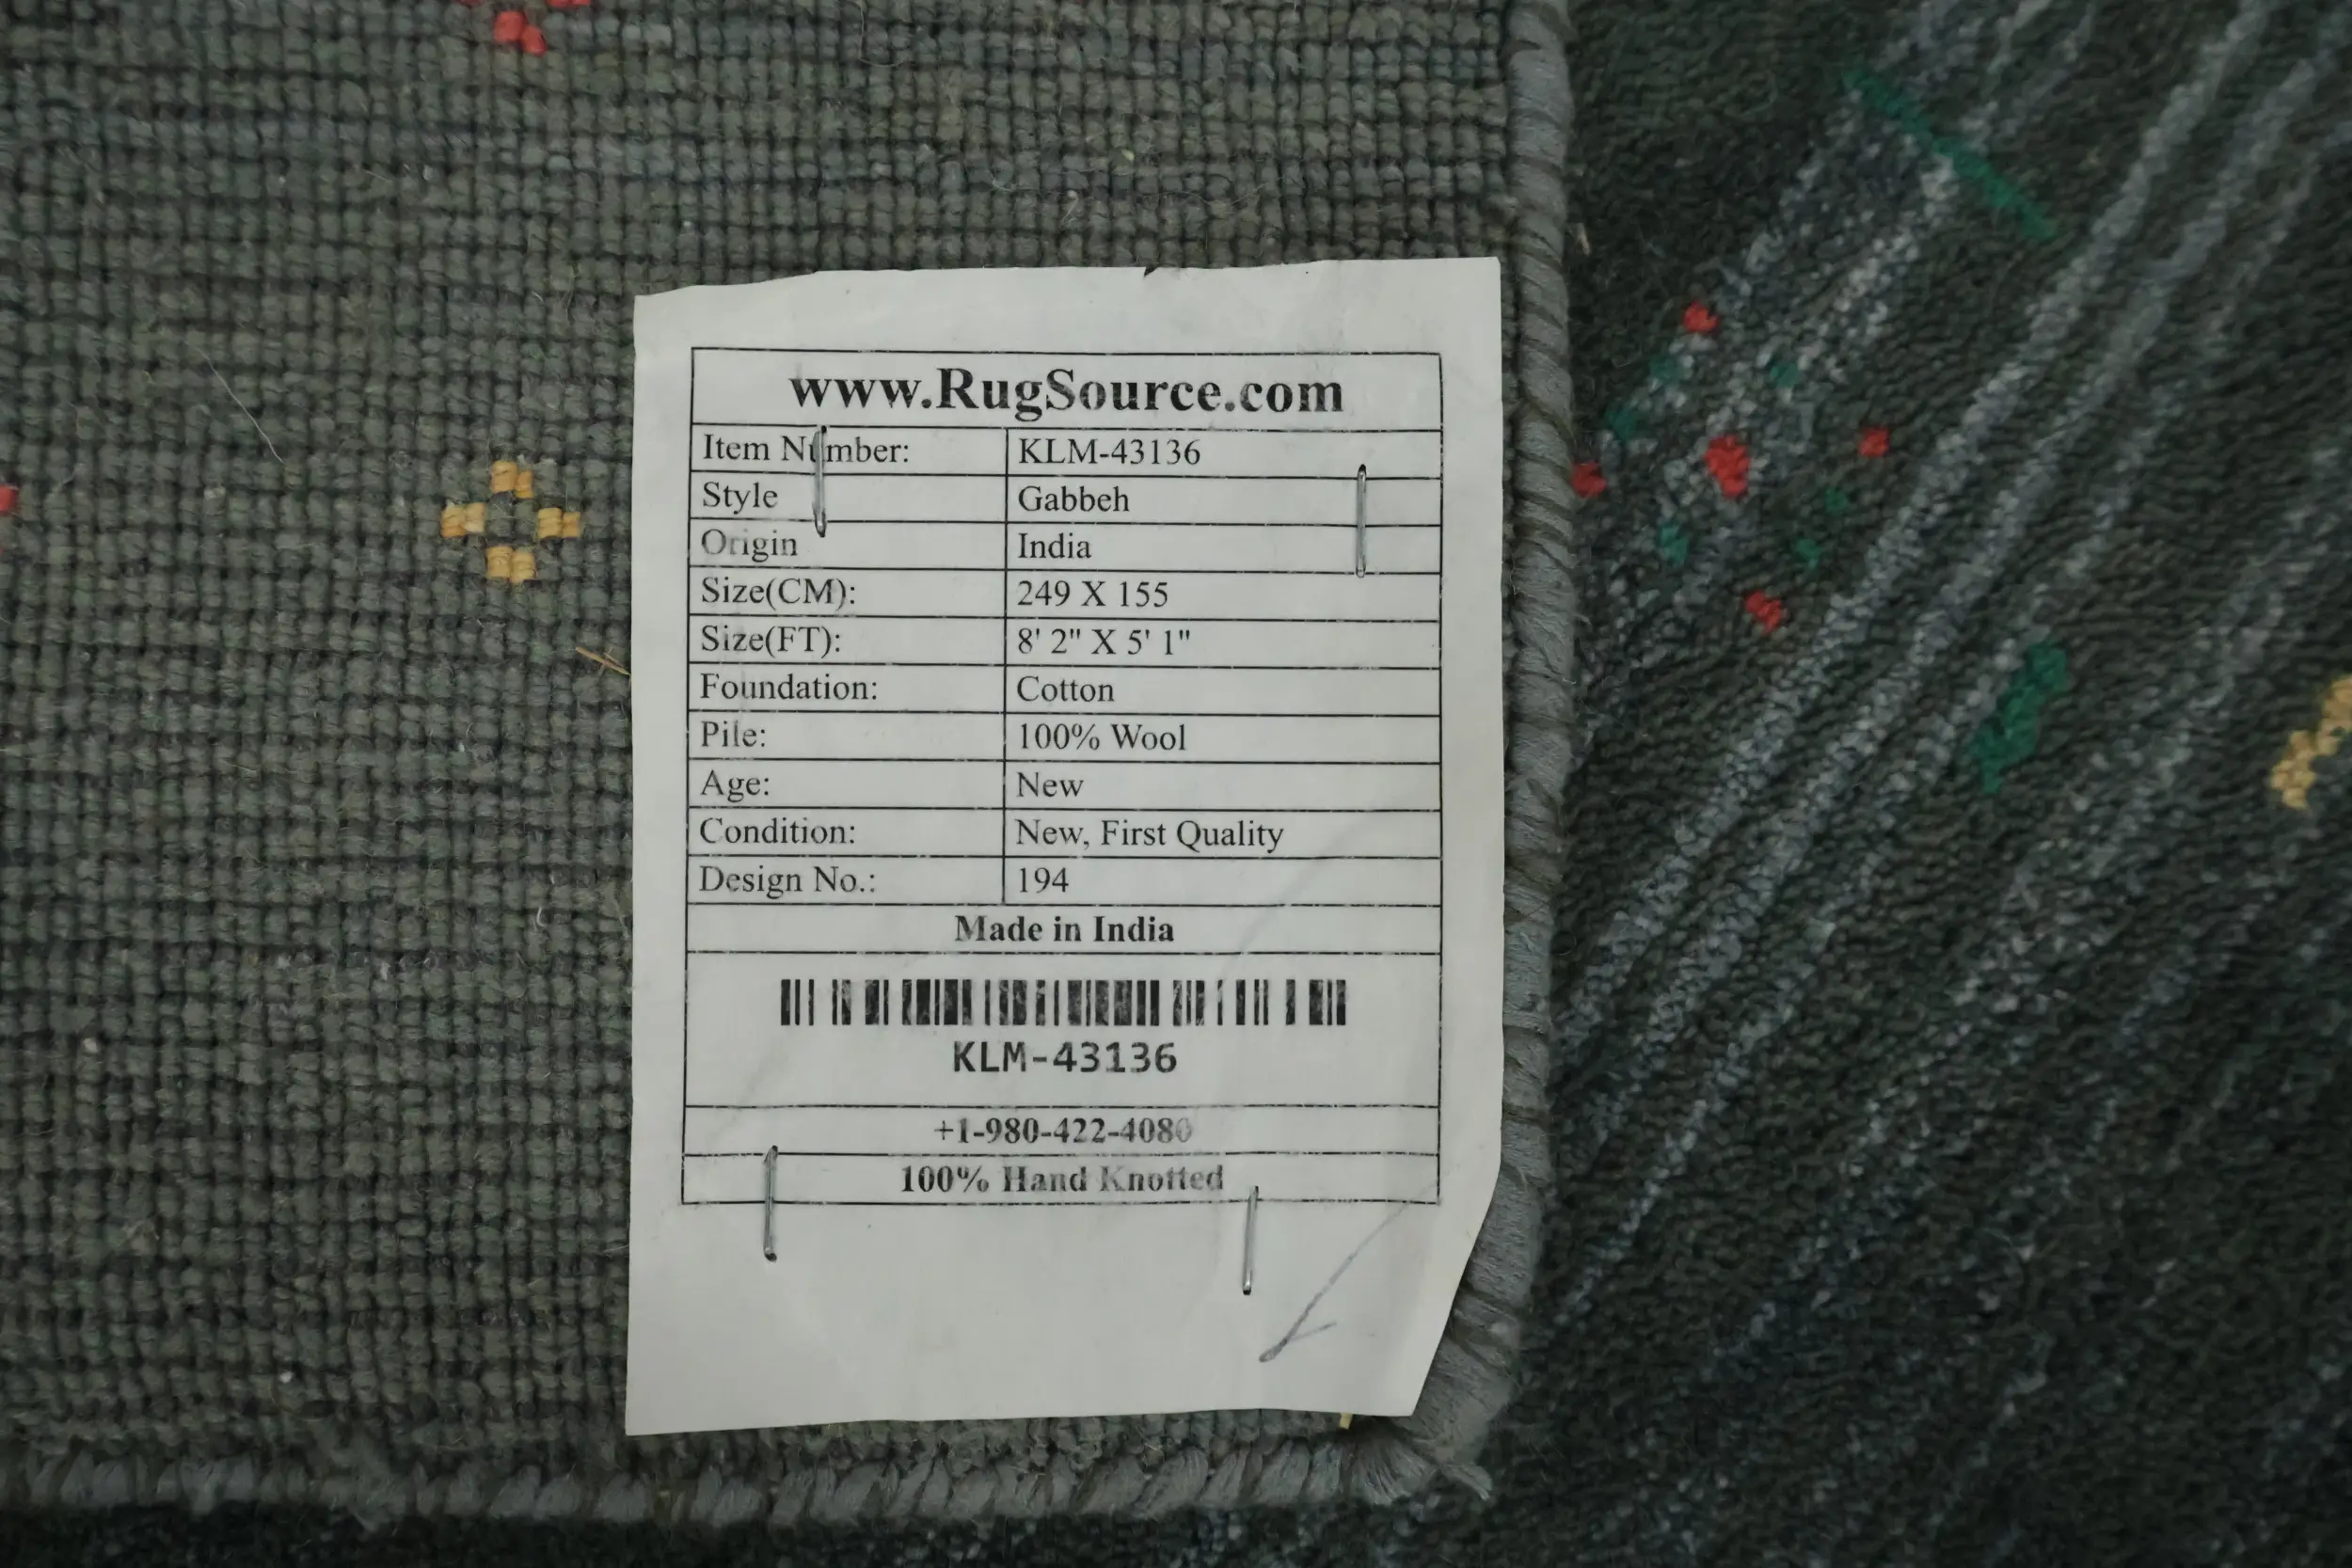 www.RugSource.com
Item Number: KLM-43136
Style Gabbeh
Origin India
Size(CM): 249 X 155
Size(FT): 8' 2" X 5' 1"
Foundation: Cotton
Pile: 100% Wool
Age: New
Condition: New, First Quality
Design No.: 194
Made in India
KLM-43136
+1-980-422-4080
100% Hand Knotted